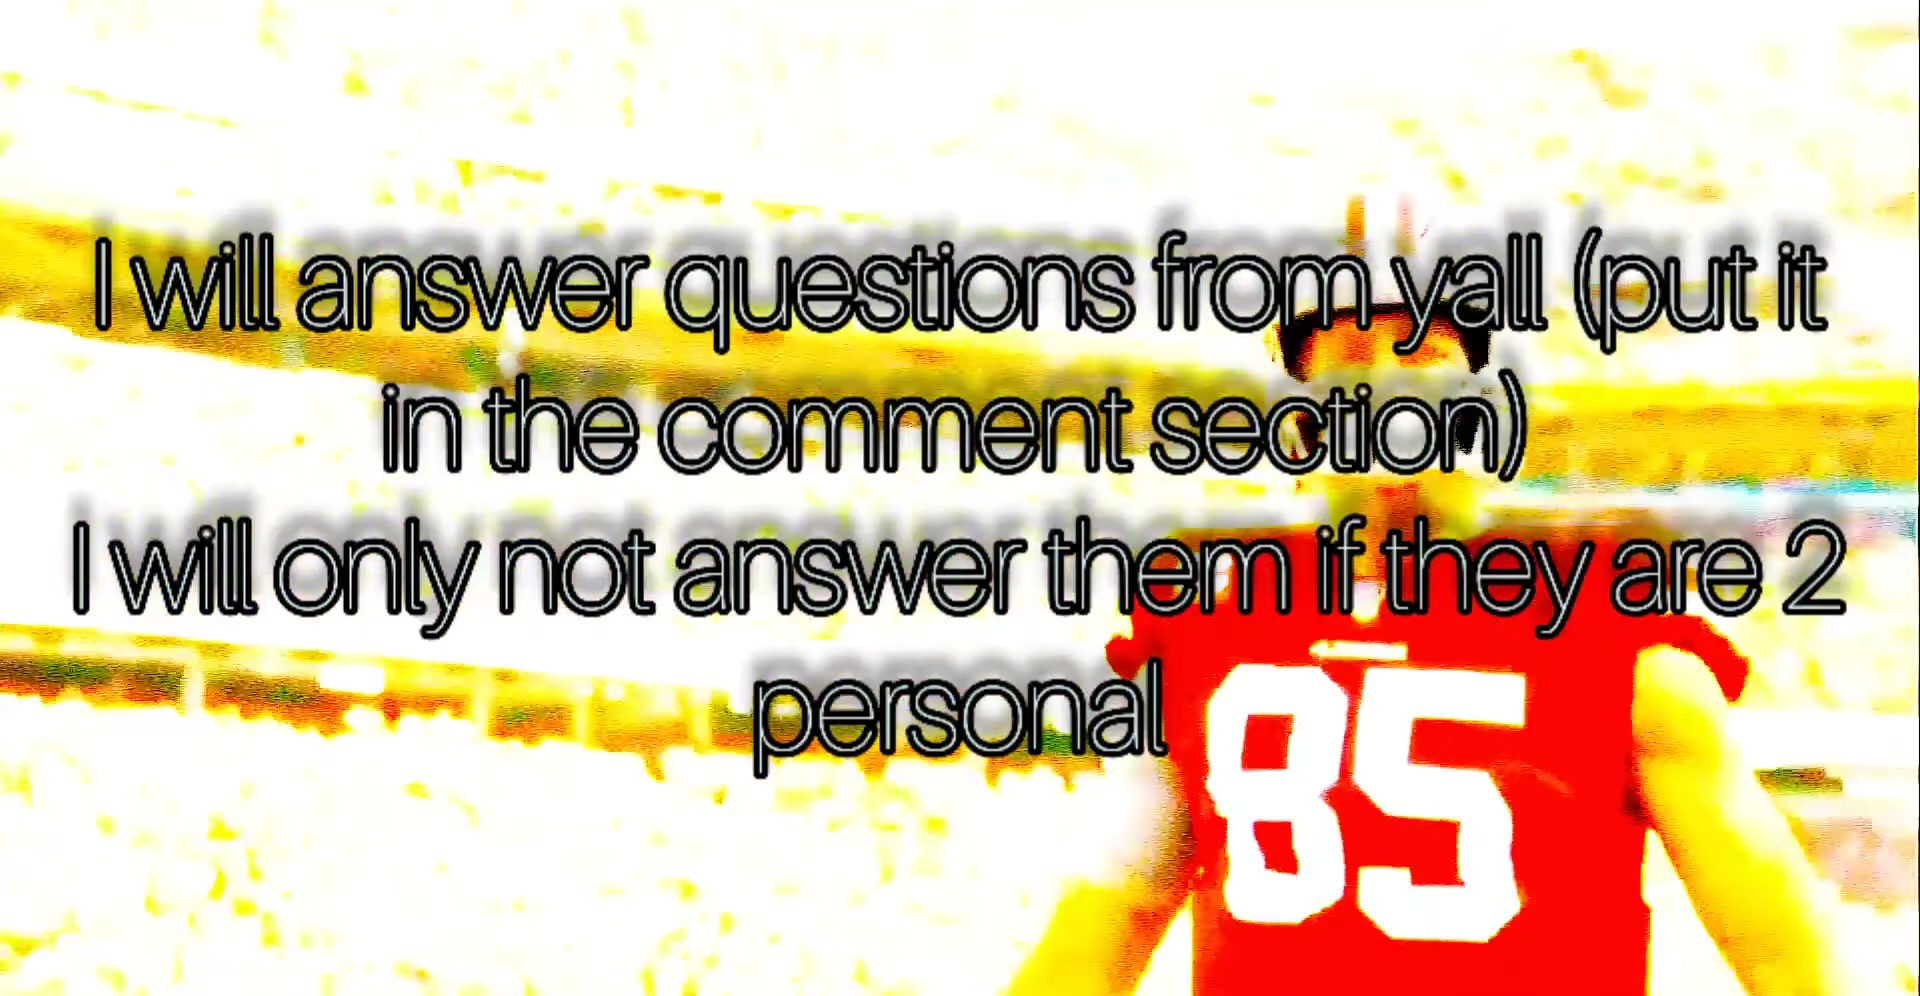 I will answer questions from yall (put it
in the comment section)
I will only not answer them if they are 2
personal
85